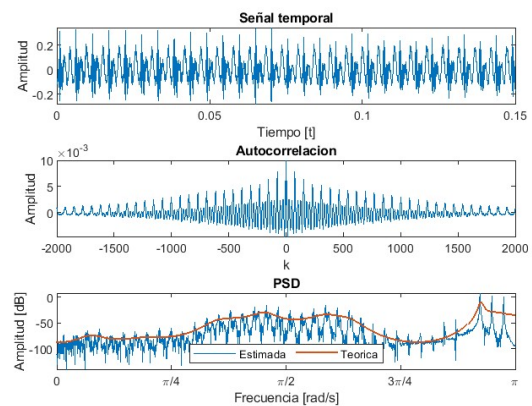 Señal temporal
Amplitud
0.2
0
-0.2
0
0.05
0.1
0.15
Tiempo [t]
×10⁻³
Autocorrelacion
Amplitud
10
5
0
-2000
-1500
-1000
-500
0
500
1000
1500
2000
k
PSD
Amplitud [dB]
0
-50
-100
Estimada
Teorica
0
π/4
π/2
3π/4
π
Frecuencia [rad/s]